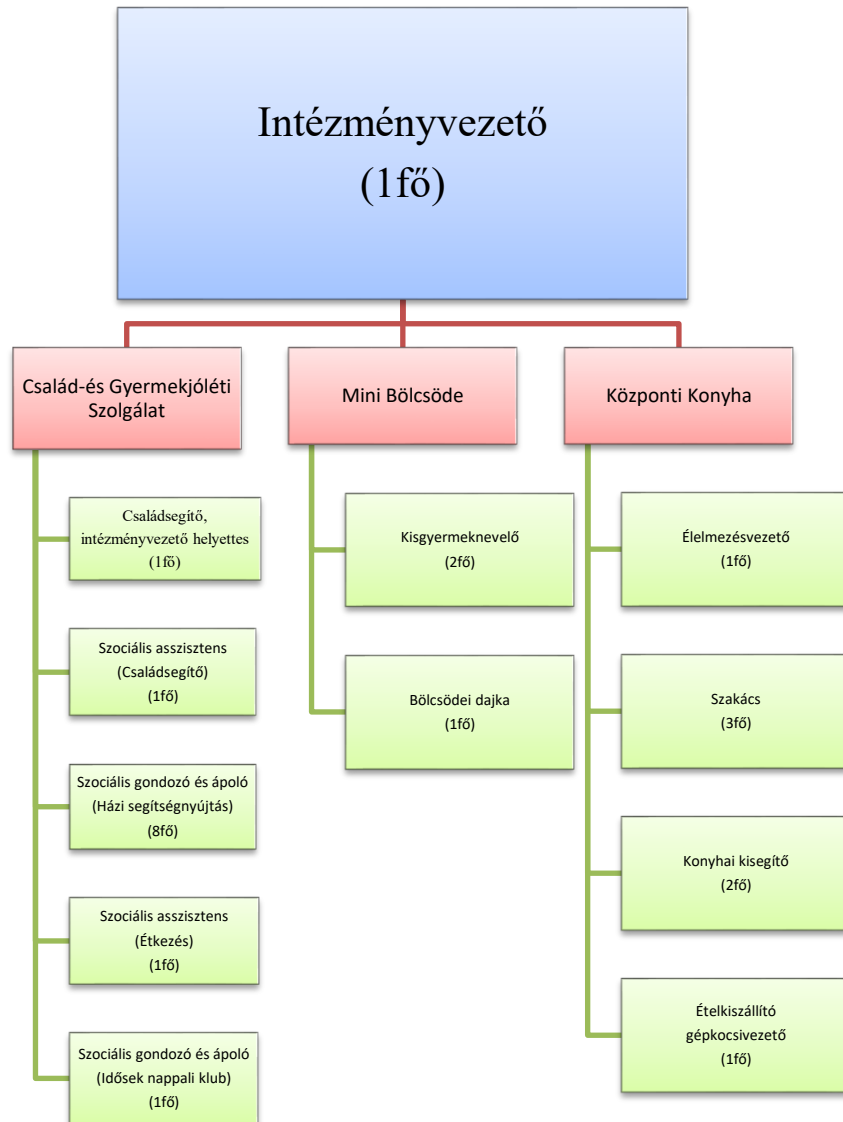 Intézményvezető
(1fő)
Család-és Gyermekjóléti
Szolgálat
Családsegítő,
intézményvezető helyettes
(1fő)
Szociális asszisztens
(Családsegítő)
(1fő)
Szociális gondozó és ápoló
(Házi segítségnyújtás)
(8fő)
Szociális asszisztens
(Étkezés)
(1fő)
Szociális gondozó és ápoló
(Idősek nappali klub)
(1fő)
Mini Bölcsöde
Kisgyermeknevelő
(2fő)
Bölcsödei dajka
(1fő)
Központi Konyha
Élelmezésvezető
(1fő)
Szakács
(3fő)
Konyhai kisegítő
(2fő)
Ételkiszállító
gépkocsivezető
(1fő)